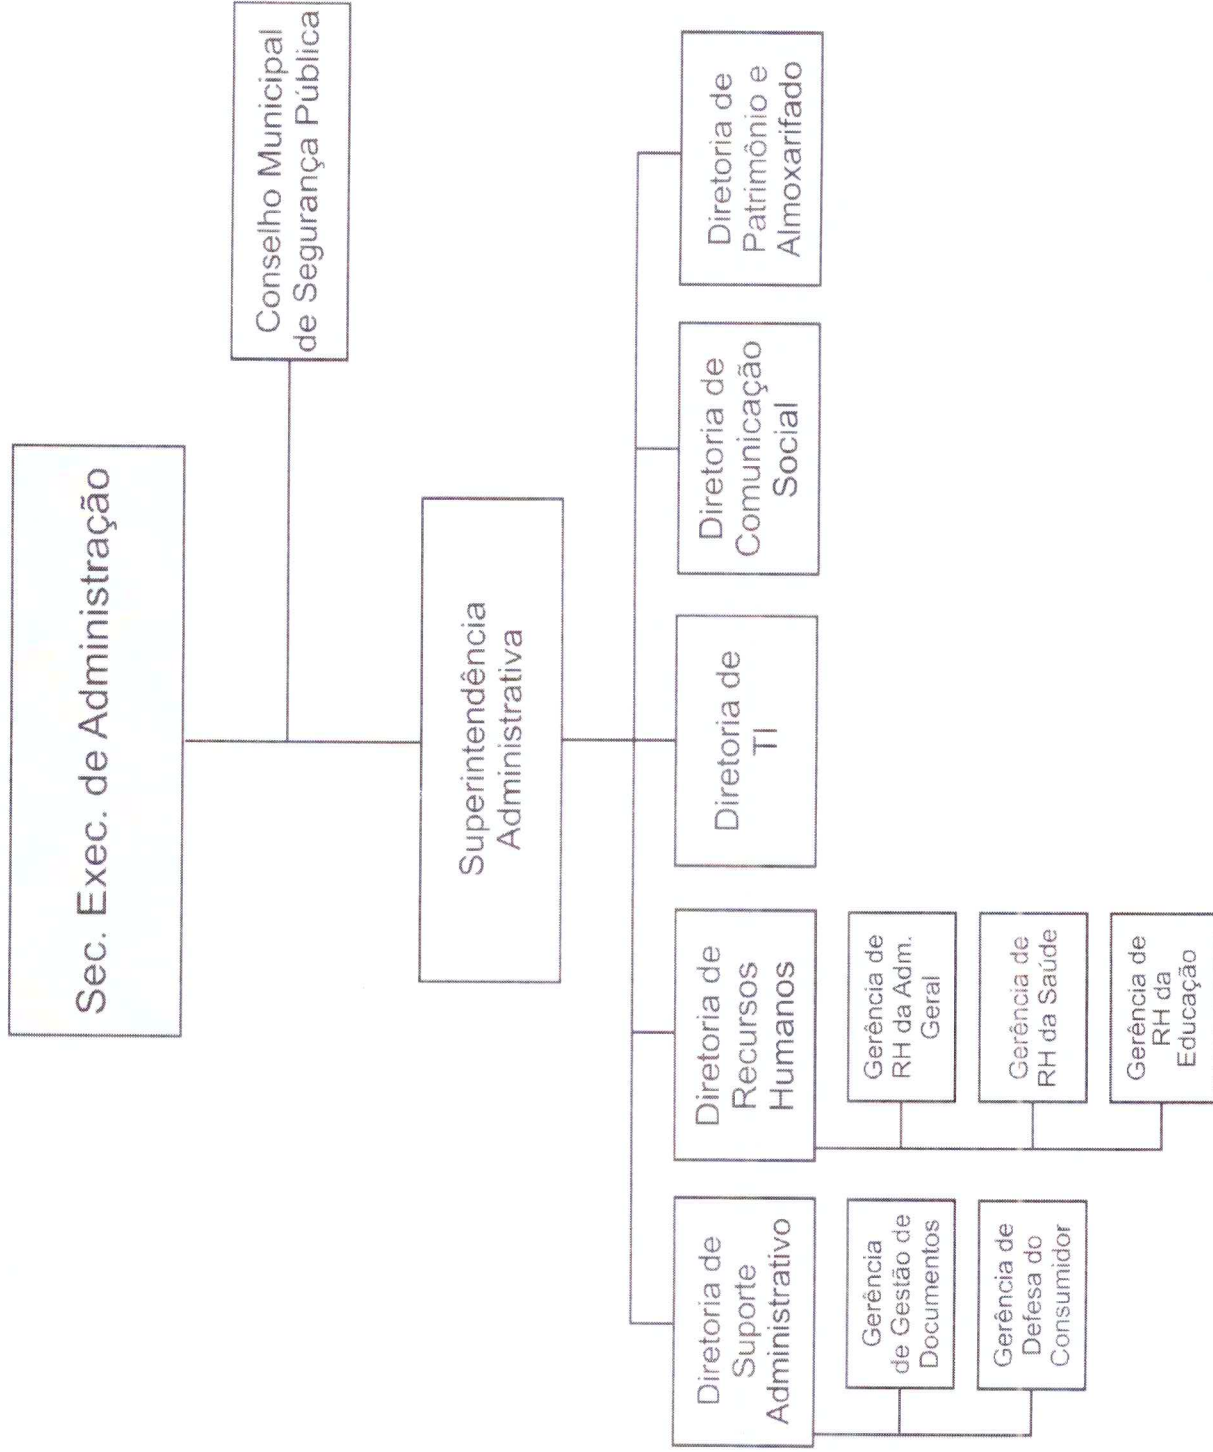 Sec. Exec. de Administração
Conselho Municipal
de Segurança Pública
Superintendência
Administrativa
Diretoria de
Suporte
Administrativo
Diretoria de
Recursos
Humanos
Diretoria de
TI
Diretoria de
Comunicação
Social
Diretoria de
Patrimônio e
Almoxarifado
Gerência
de Gestão de
Documentos
Gerência de
Defesa do
Consumidor
Gerência de
RH da Adm.
Geral
Gerência de
RH da Saúde
Gerência de
RH da
Educação